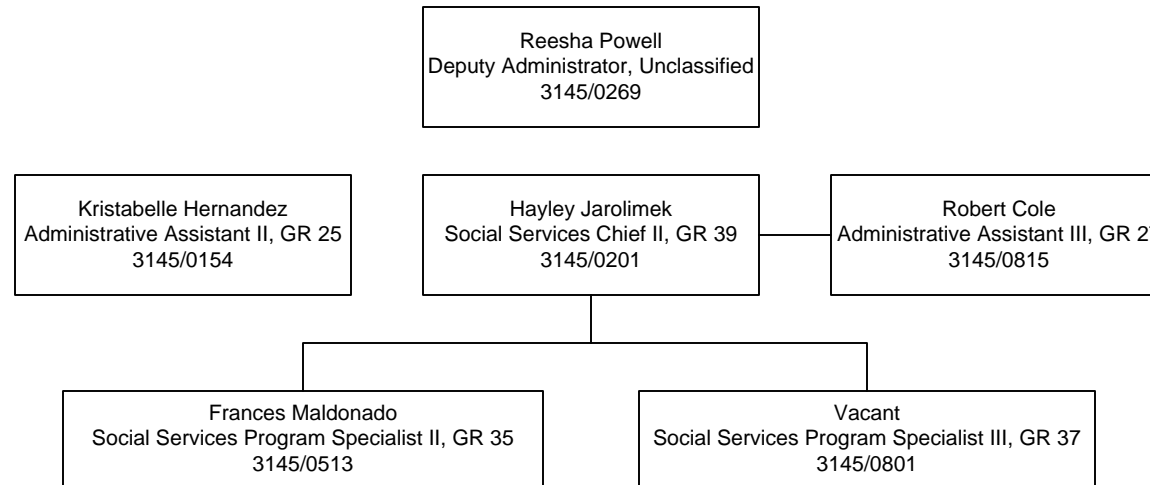 Reesha Powell
Deputy Administrator, Unclassified
3145/0269
Kristabelle Hernandez
Administrative Assistant II, GR 25
3145/0154
Hayley Jarolimek
Social Services Chief II, GR 39
3145/0201
Robert Cole
Administrative Assistant III, GR 27
3145/0815
Frances Maldonado
Social Services Program Specialist II, GR 35
3145/0513
Vacant
Social Services Program Specialist III, GR 37
3145/0801